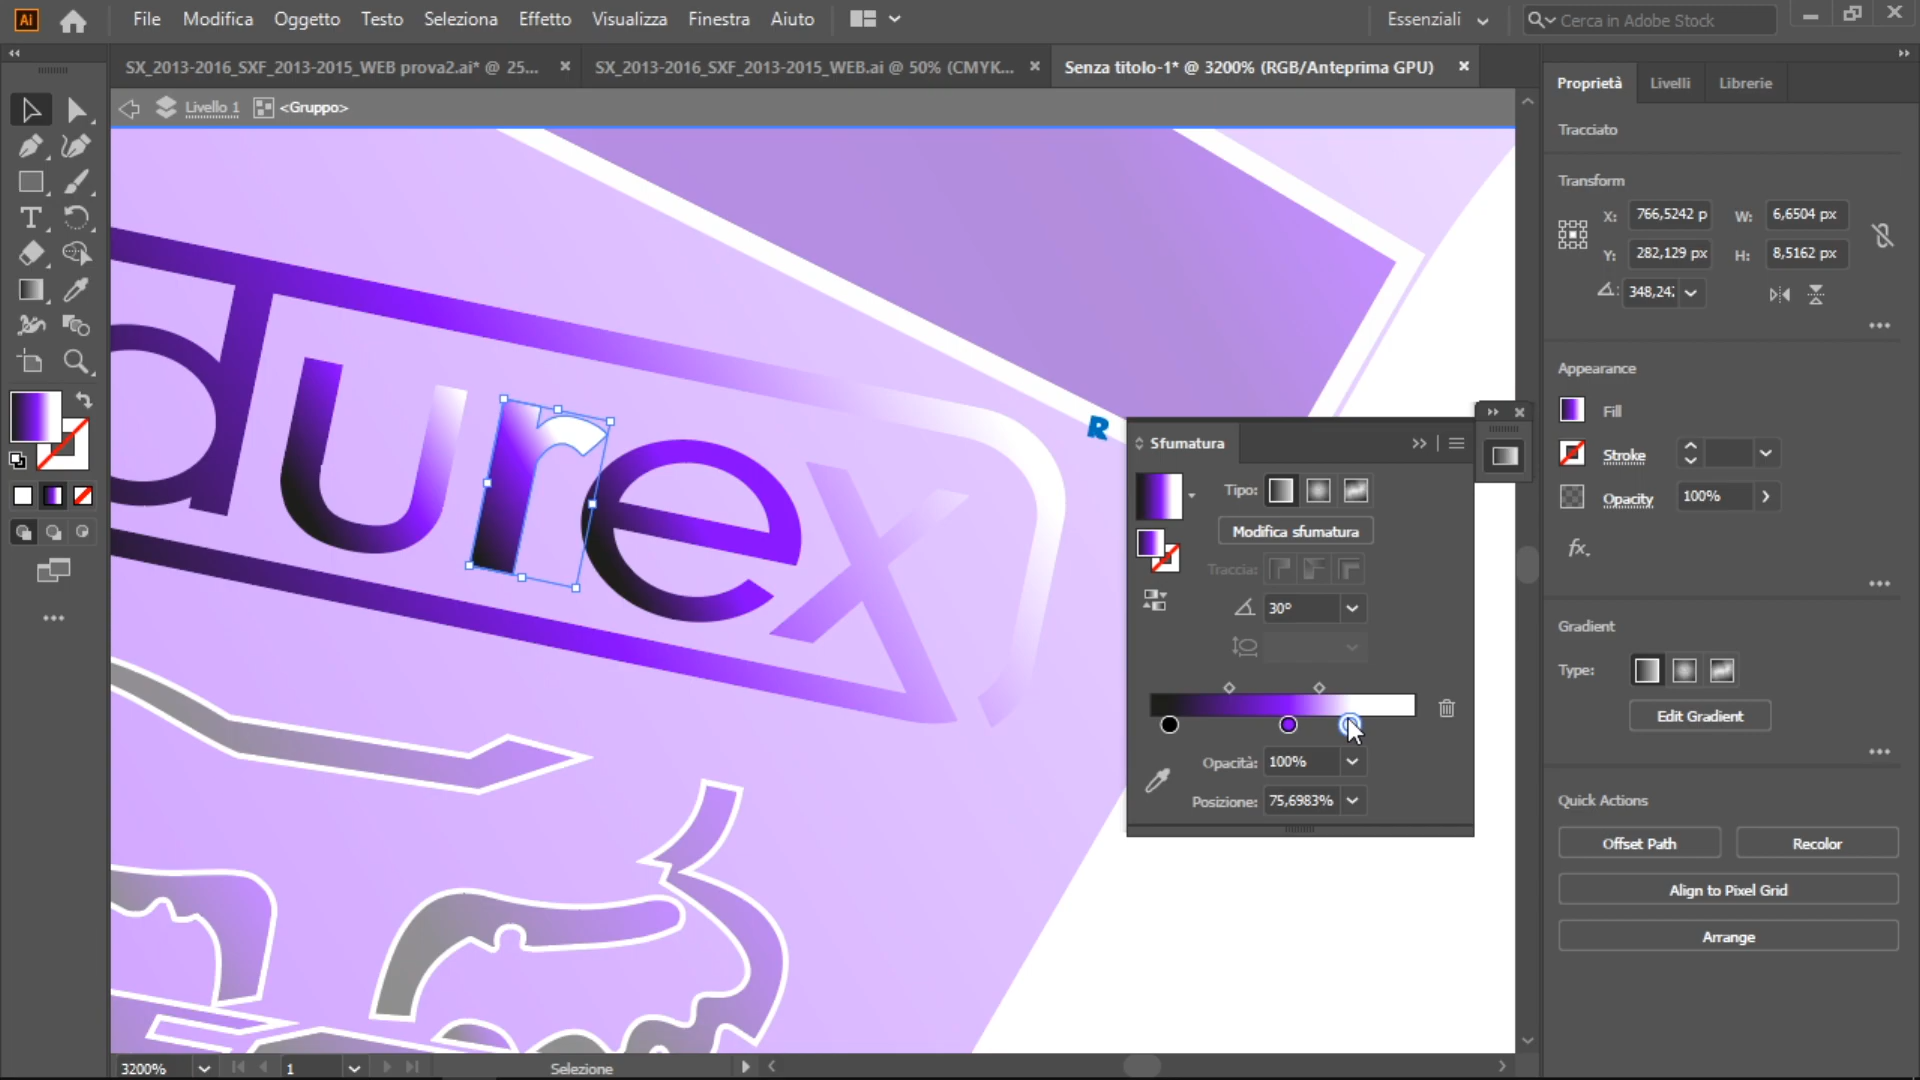 Ai File Modifica Oggetto Testo Seleziona Effetto Visualizza Finestra Aiuto Essenziali Cerca in Adobe Stock
SX_2013-2016_SXF_2013-2015_WEB prova2.ai* @ 25... SX_2013-2016_SXF_2013-2015_WEB.ai @ 50% (CMYK... Senza titolo-1* @ 3200% (RGB/Anteprima GPU)
Livello 1 <Gruppo>
durex
R
Sfumatura
Tipo:
Modifica sfumatura
Traccia:
30°
Opacità: 100%
Posizione: 75,6983%
Proprietà Livelli Librerie
Tracciato
Transform
X: 766,5242 p W: 6,6504 px
Y: 282,129 px H: 8,5162 px
348,24
Appearance
Fill
Stroke
Opacity 100%
fx.
Gradient
Type:
Edit Gradient
Quick Actions
Offset Path Recolor
Align to Pixel Grid
Arrange
3200% 1 Selezione